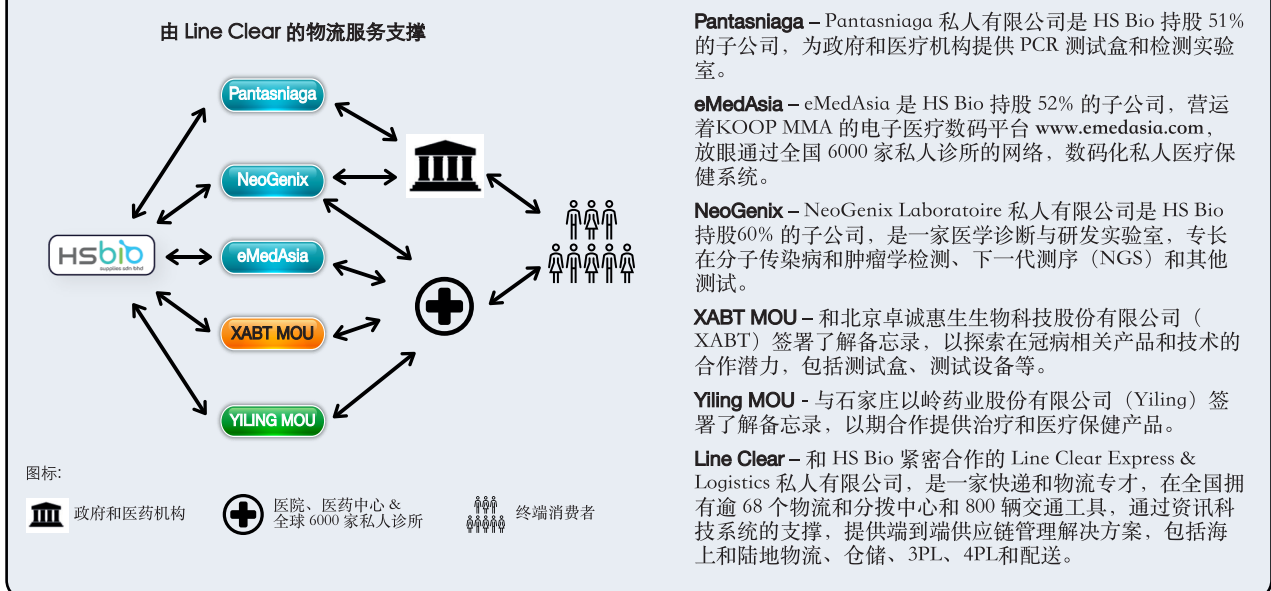 由 Line Clear 的物流服务支撑
Pantasniaga
NeoGenix
HSbio
supplies sdn bhd
eMedAsia
XABT MOU
YILING MOU
图标:
政府和医药机构
医院、医药中心 &
全球 6000 家私人诊所
终端消费者
Pantasniaga – Pantasniaga 私人有限公司是 HS Bio 持股 51%
的子公司，为政府和医疗机构提供 PCR 测试盒和检测实验
室。
eMedAsia – eMedAsia 是 HS Bio 持股 52% 的子公司，营运
着KOOP MMA 的电子医疗数码平台 www.emedasia.com，
放眼通过全国 6000 家私人诊所的网络，数码化私人医疗保
健系统。
NeoGenix – NeoGenix Laboratoire 私人有限公司是 HS Bio
持股60% 的子公司，是一家医学诊断与研发实验室，专长
在分子传染病和肿瘤学检测、下一代测序（NGS）和其他
测试。
XABT MOU – 和北京卓诚惠生生物科技股份有限公司（
XABT）签署了解备忘录，以探索在冠病相关产品和技术的
合作潜力，包括测试盒、测试设备等。
Yiling MOU - 与石家庄以岭药业股份有限公司（Yiling）签
署了解备忘录，以期合作提供治疗和医疗保健产品。
Line Clear – 和 HS Bio 紧密合作的 Line Clear Express &
Logistics 私人有限公司，是一家快递和物流专才，在全国拥
有逾 68 个物流和分拨中心和 800 辆交通工具，通过资讯科
技系统的支撑，提供端到端供应链管理解决方案，包括海
上和陆地物流、仓储、3PL、4PL和配送。